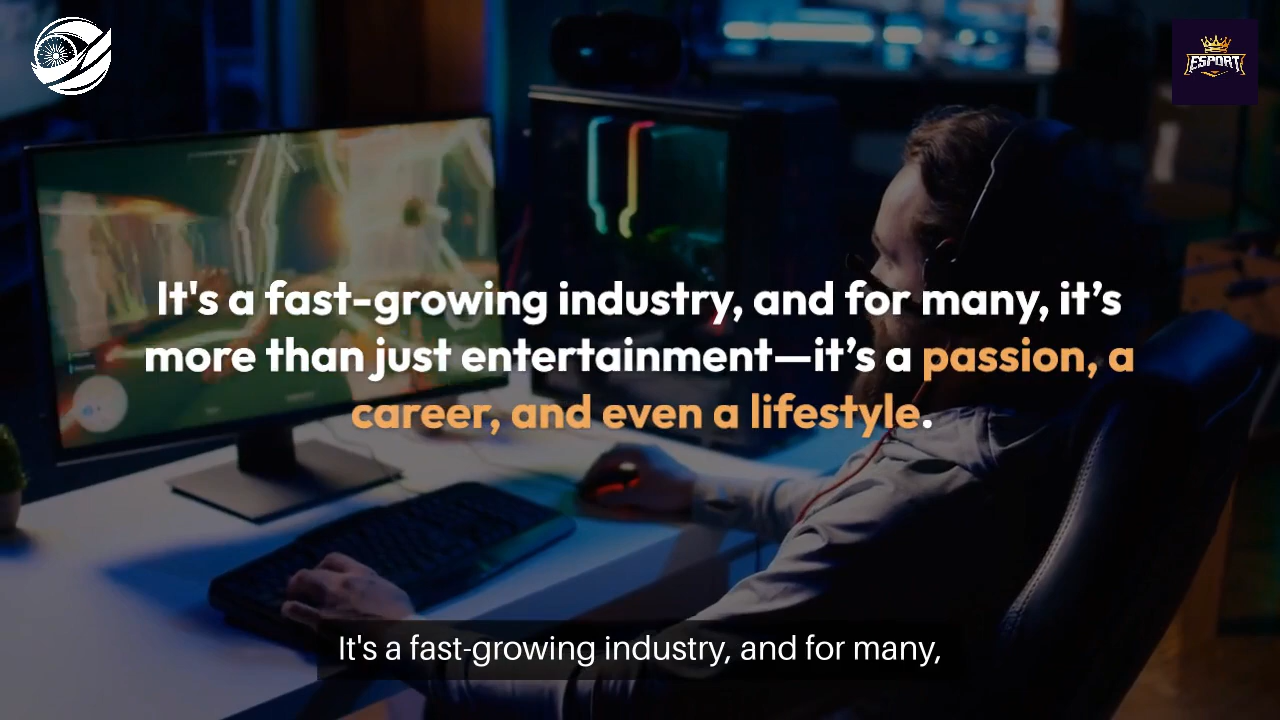 ESPORT
It's a fast-growing industry, and for many, it’s
more than just entertainment—it’s a passion, a
career, and even a lifestyle.
It's a fast-growing industry, and for many,